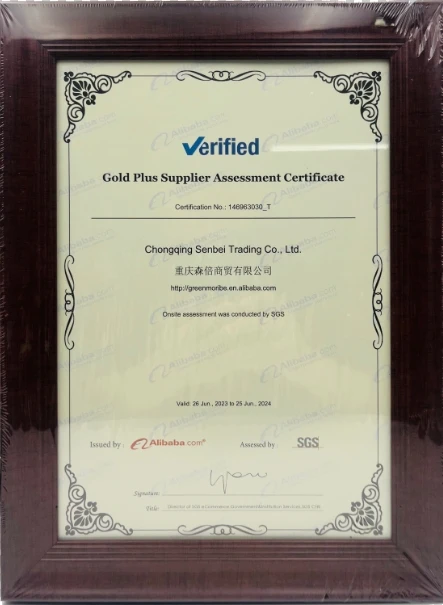 Verified
Gold Plus Supplier Assessment Certificate
Certification No.: 146963030_T
Chongqing Senbei Trading Co., Ltd.
重庆森倍商贸有限公司
http://greenmoribe.en.alibaba.com
Onsite assessment was conducted by SGS
Valid: 26 Jun., 2023 to 25 Jun., 2024
Issued by : Alibaba.com® Assessed by : SGS
Signature:
Title: